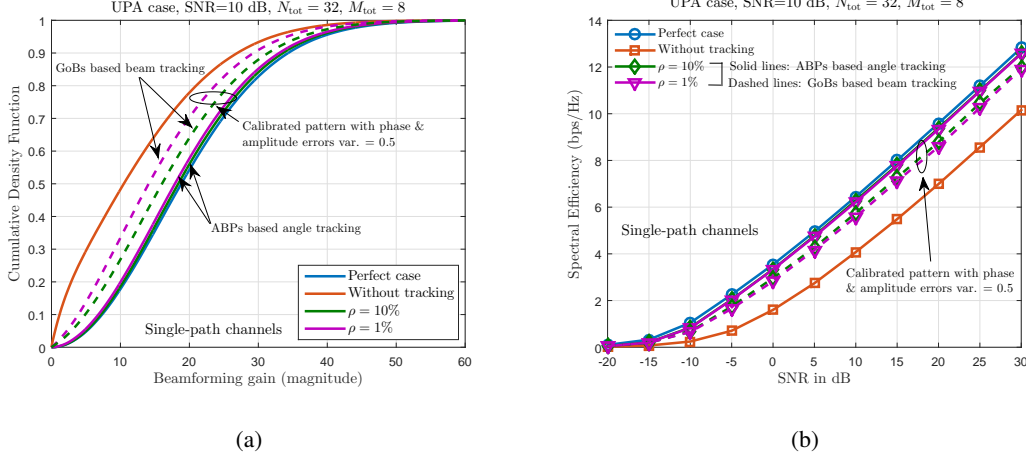 UPA case, SNR=10 dB, N_tot = 32, M_tot = 8
Cumulative Density Function
1
0.9
0.8
0.7
0.6
0.5
0.4
0.3
0.2
0.1
0
GoBs based beam tracking
Calibrated pattern with phase &
amplitude errors var. = 0.5
ABPs based angle tracking
Perfect case
Without tracking
ρ = 10%
ρ = 1%
Single-path channels
0 10 20 30 40 50 60
Beamforming gain (magnitude)
(a)
UPA case, SNR=10 dB, N_tot = 32, M_tot = 8
Spectral Efficiency (bps/Hz)
14
12
10
8
6
4
2
0
Perfect case
Without tracking
ρ = 10%
ρ = 1%
Solid lines: ABPs based angle tracking
Dashed lines: GoBs based beam tracking
Single-path channels
Calibrated pattern with phase
& amplitude errors var. = 0.5
-20 -15 -10 -5 0 5 10 15 20 25 30
SNR in dB
(b)